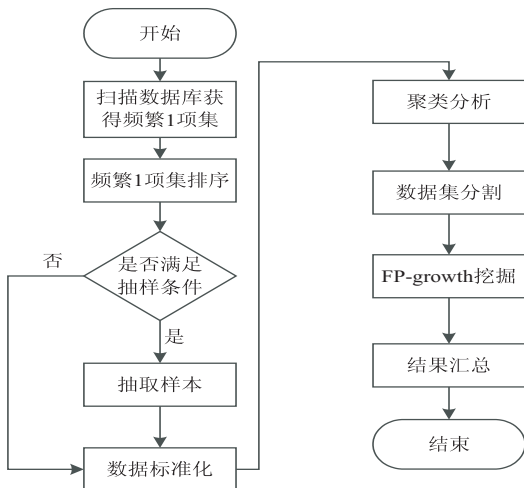 开始
扫描数据库获
得频繁1项集
频繁1项集排序
是否满足
抽样条件
否
是
抽取样本
数据标准化
聚类分析
数据集分割
FP-growth挖掘
结果汇总
结束